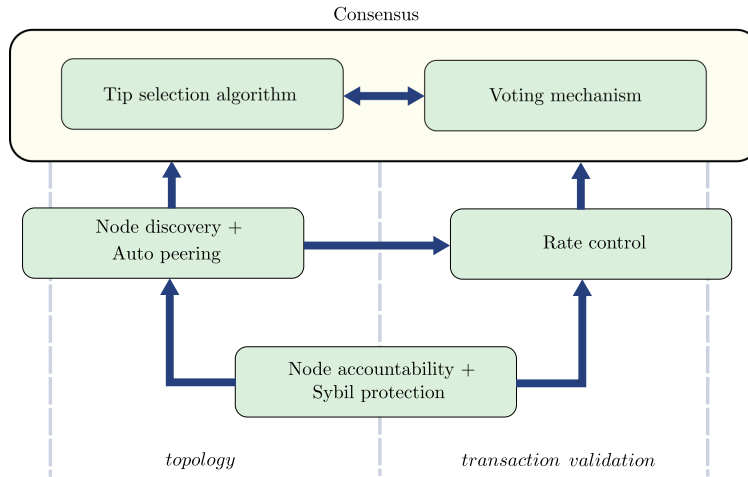 Consensus
Tip selection algorithm
Voting mechanism
Node discovery +
Auto peering
Rate control
Node accountability +
Sybil protection
topology
transaction validation